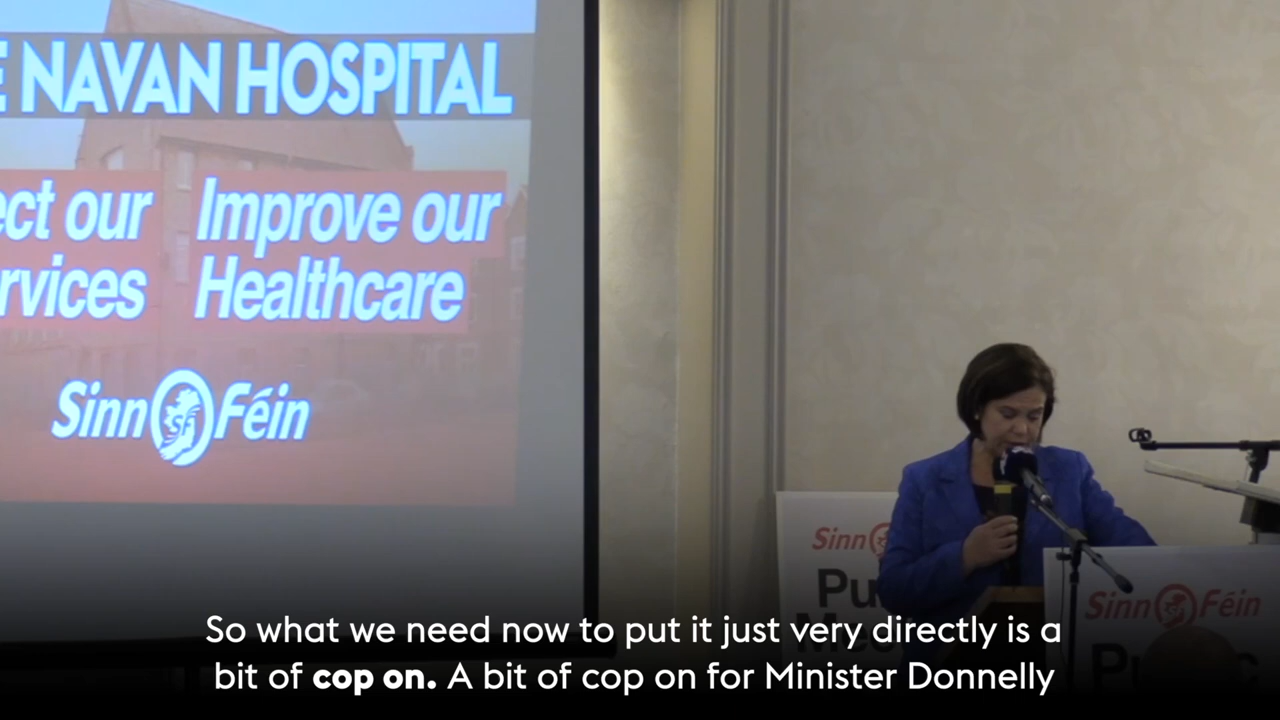 E NAVAN HOSPITAL
ect our
rvices
Improve our
Healthcare
Sinn Féin
SF
Sinn
Pu
Sinn Féin
So what we need now to put it just very directly is a
bit of cop on. A bit of cop on for Minister Donnelly